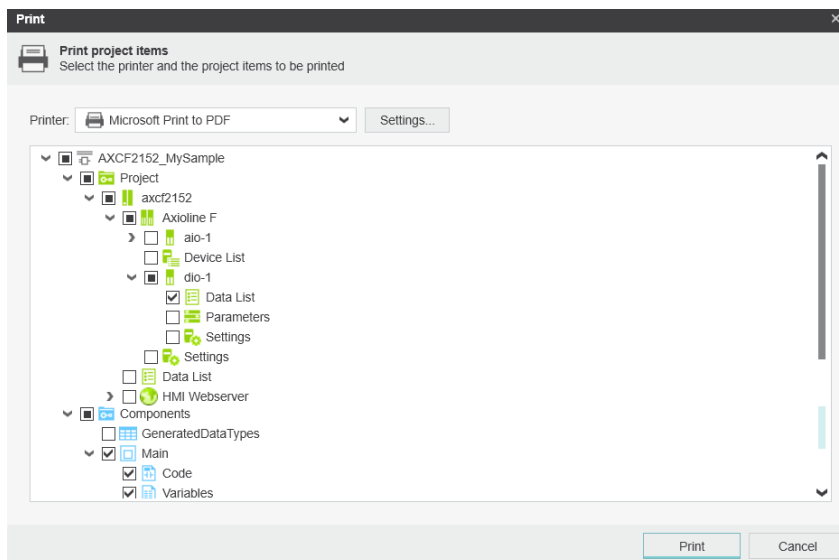 Print
Print project items
Select the printer and the project items to be printed
Printer: Microsoft Print to PDF Settings...
AXCF2152_MySample
Project
axcf2152
Axioline F
aio-1
Device List
dio-1
Data List
Parameters
Settings
Settings
Data List
HMI Webserver
Components
GeneratedDataTypes
Main
Code
Variables
Print Cancel